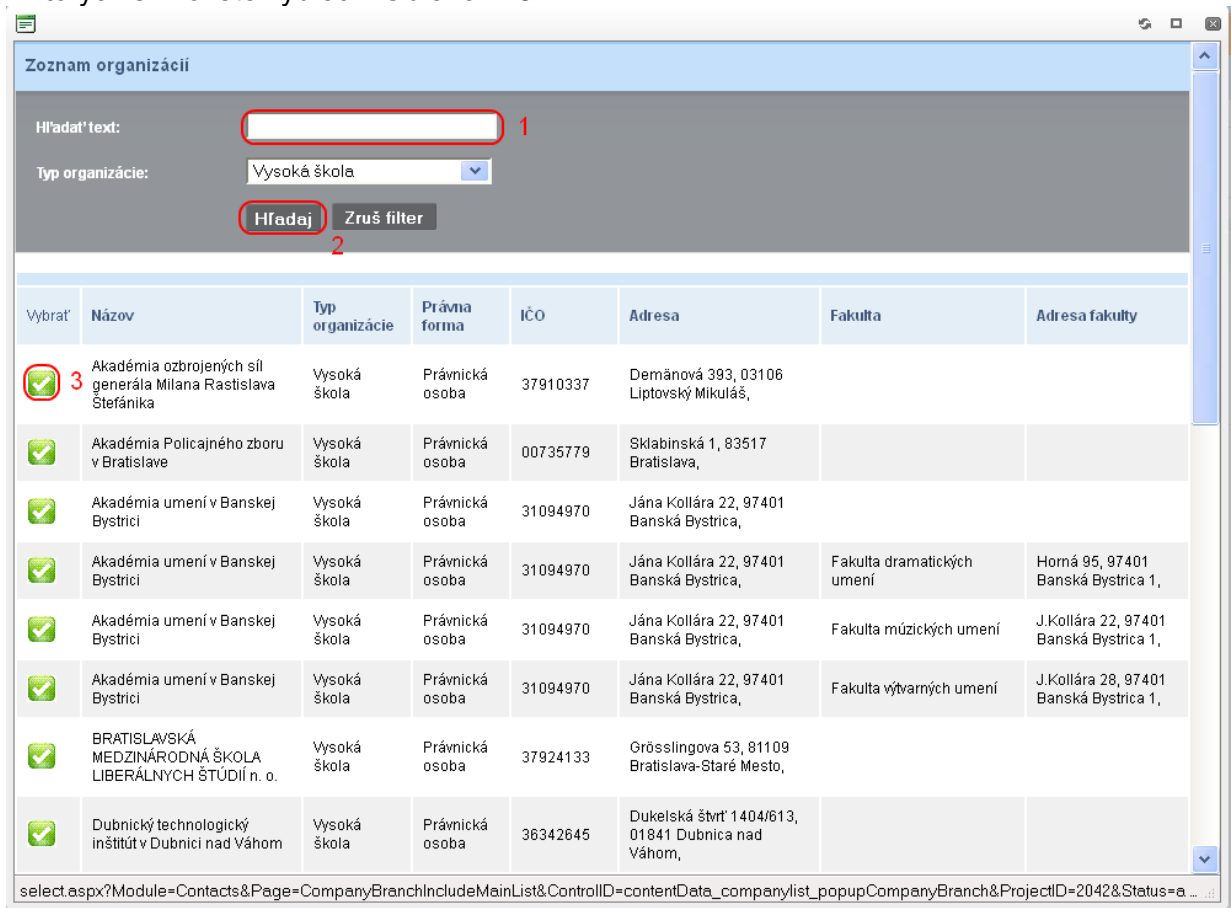 Zoznam organizácií
Hľadať text:
1
Typ organizácie:
Vysoká škola
Hľadaj
Zruš filter
2
Vybrať
Názov
Typ
organizácie
Právna
forma
IČO
Adresa
Fakulta
Adresa fakulty
3
Akadémia ozbrojených síl
generála Milana Rastislava
Štefánika
Vysoká
škola
Právnická
osoba
37910337
Demänová 393, 03106
Liptovský Mikuláš,
Akadémia Policajného zboru
v Bratislave
Vysoká
škola
Právnická
osoba
00735779
Sklabinská 1, 83517
Bratislava,
Akadémia umení v Banskej
Bystrici
Vysoká
škola
Právnická
osoba
31094970
Jána Kollára 22, 97401
Banská Bystrica,
Akadémia umení v Banskej
Bystrici
Vysoká
škola
Právnická
osoba
31094970
Jána Kollára 22, 97401
Banská Bystrica,
Fakulta dramatických
umení
Horná 95, 97401
Banská Bystrica 1,
Akadémia umení v Banskej
Bystrici
Vysoká
škola
Právnická
osoba
31094970
Jána Kollára 22, 97401
Banská Bystrica,
Fakulta múzických umení
J.Kollára 22, 97401
Banská Bystrica 1,
Akadémia umení v Banskej
Bystrici
Vysoká
škola
Právnická
osoba
31094970
Jána Kollára 22, 97401
Banská Bystrica,
Fakulta výtvarných umení
J.Kollára 28, 97401
Banská Bystrica 1,
BRATISLAVSKÁ
MEDZINÁRODNÁ ŠKOLA
LIBERÁLNYCH ŠTÚDIÍ n. o.
Vysoká
škola
Právnická
osoba
37924133
Grösslingova 53, 81109
Bratislava-Staré Mesto,
Dubnický technologický
inštitút v Dubnici nad Váhom
Vysoká
škola
Právnická
osoba
36342645
Dukelská štvrť 1404/613,
01841 Dubnica nad
Váhom,
select.aspx?Module=Contacts&Page=CompanyBranchIncludeMainList&ControlID=contentData_companylist_popupCompanyBranch&ProjectID=2042&Status=a ...